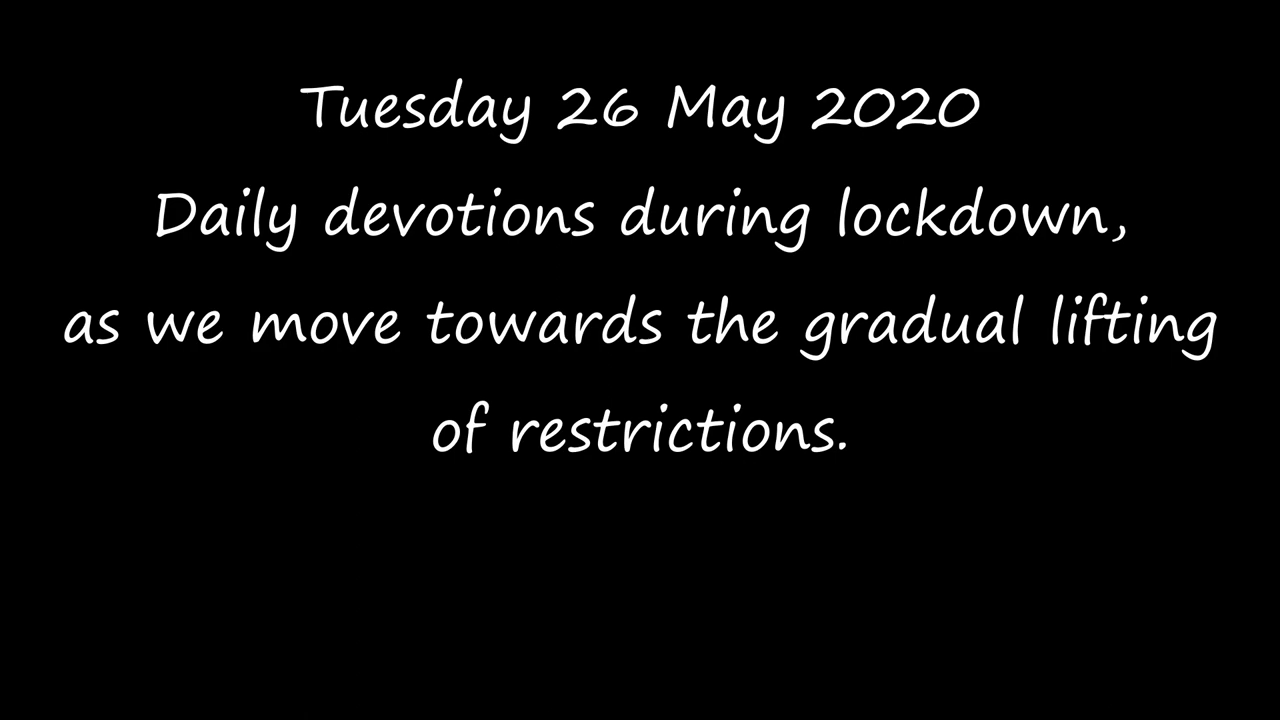 Tuesday 26 May 2020
Daily devotions during lockdown,
as we move towards the gradual lifting
of restrictions.